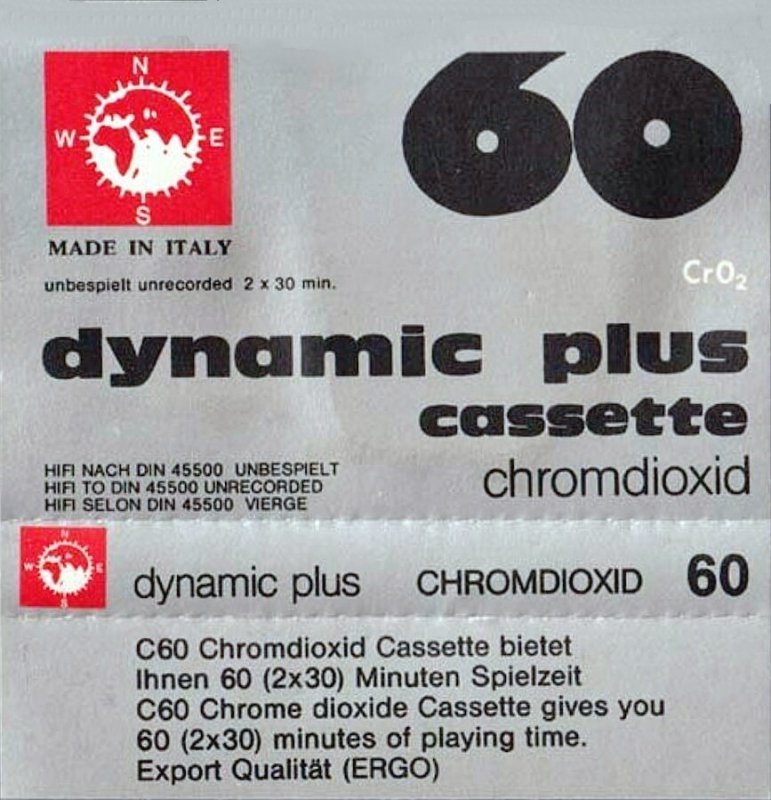 60
N
W E
S
MADE IN ITALY
unbespielt unrecorded 2 x 30 min.
CrO₂
dynamic plus
cassette
chromdioxid
HIFI NACH DIN 45500 UNBESPIELT
HIFI TO DIN 45500 UNRECORDED
HIFI SELON DIN 45500 VIERGE
N
W E
S
dynamic plus CHROMDIOXID 60
C60 Chromdioxid Cassette bietet
Ihnen 60 (2x30) Minuten Spielzeit
C60 Chrome dioxide Cassette gives you
60 (2x30) minutes of playing time.
Export Qualität (ERGO)